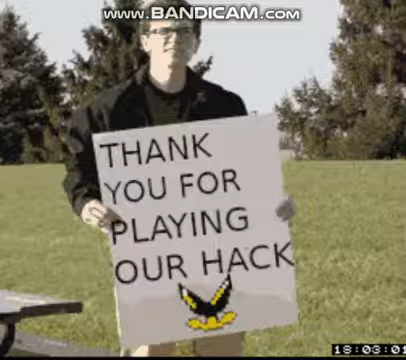 www.BANDICAM.com
THANK
YOU FOR
PLAYING
OUR HACK
18:03:01